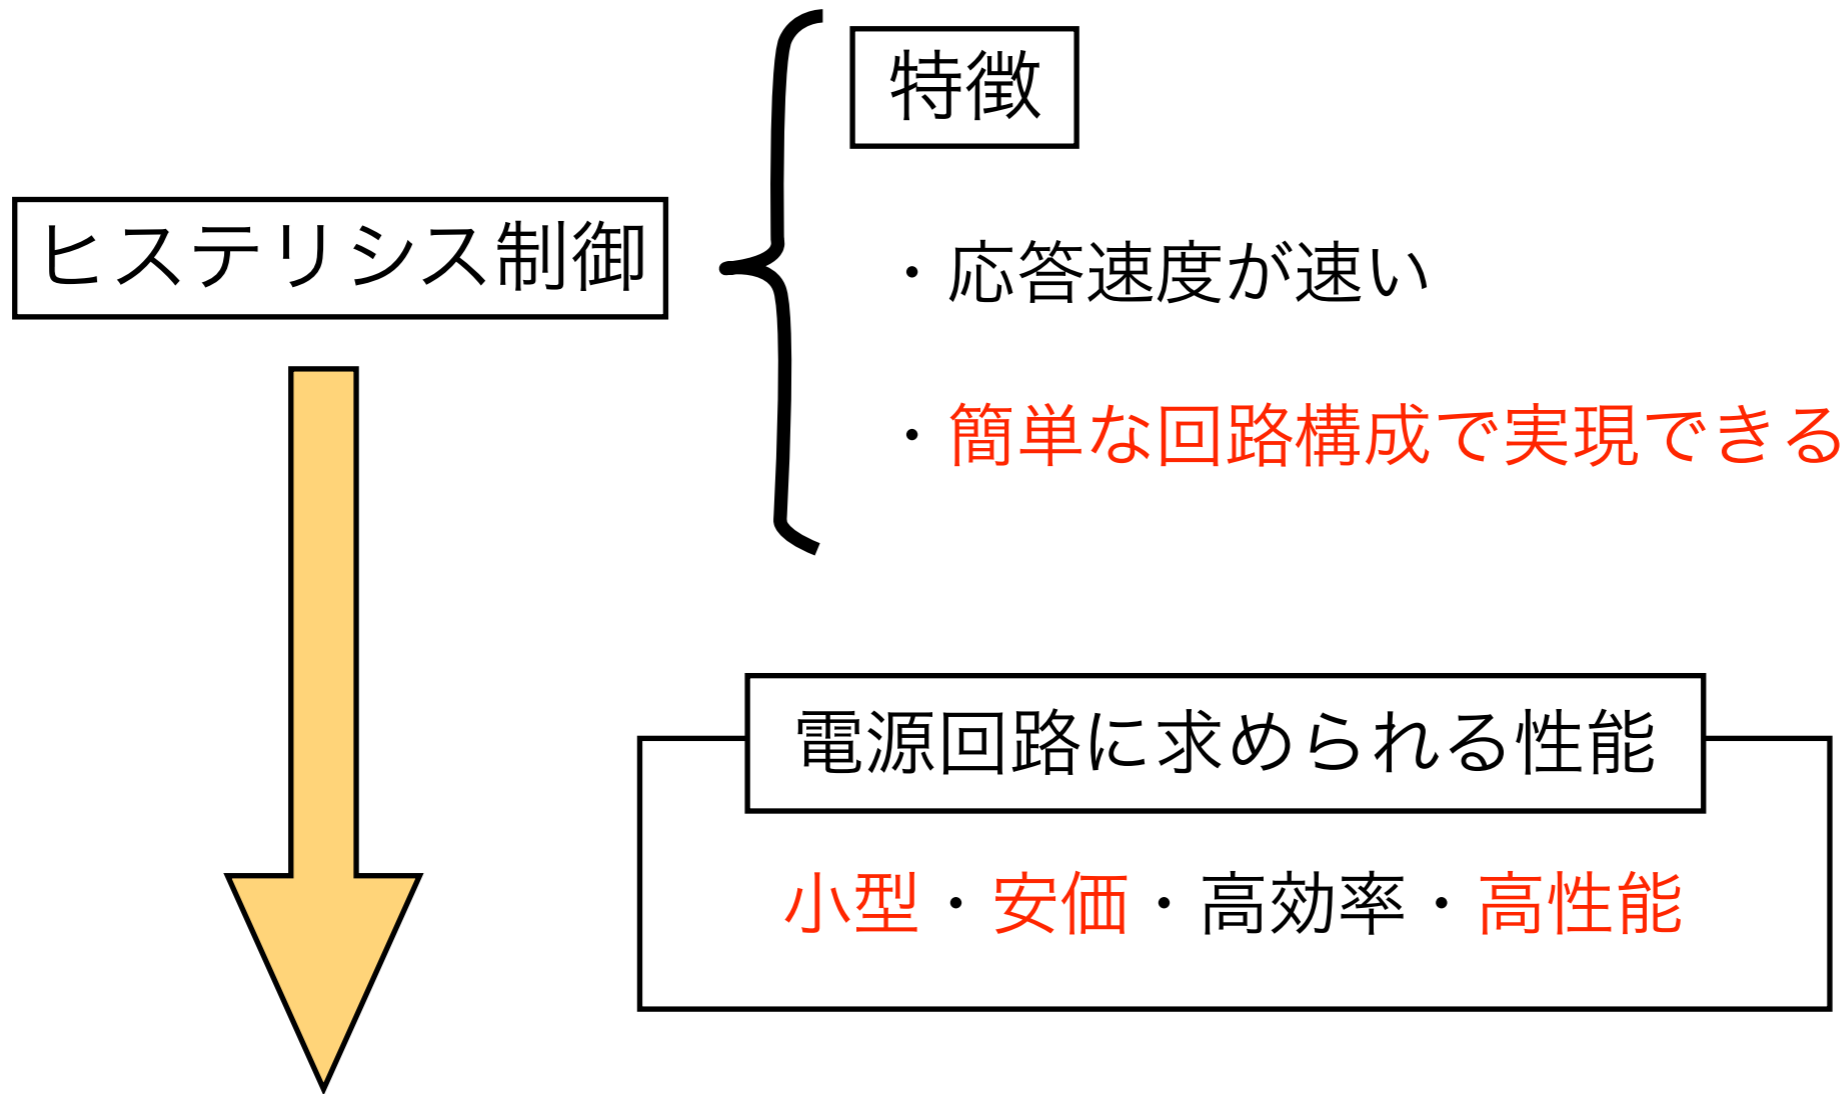 特徴
ヒステリシス制御
・応答速度が速い
・簡単な回路構成で実現できる
電源回路に求められる性能
小型・安価・高効率・高性能